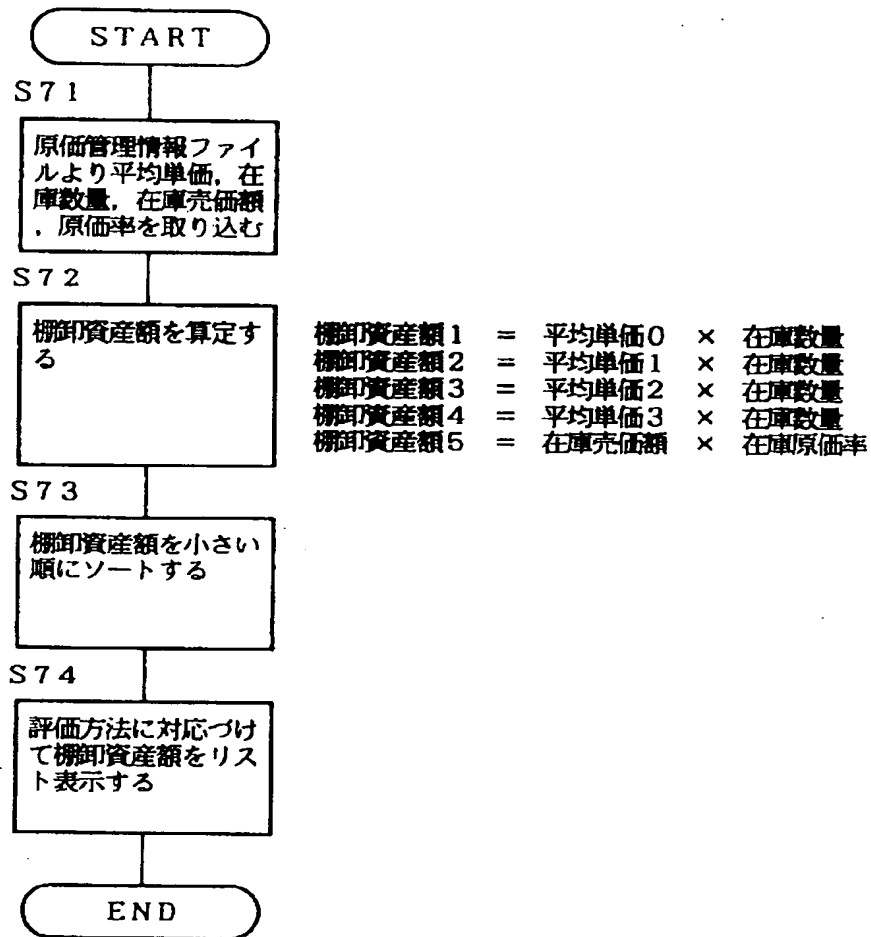 START
S71
原価管理情報ファイ
ルより平均単価，在
庫数量，在庫売価額
，原価率を取り込む
S72
棚卸資産額を算定す
る
棚卸資産額1 = 平均単価0 × 在庫数量
棚卸資産額2 = 平均単価1 × 在庫数量
棚卸資産額3 = 平均単価2 × 在庫数量
棚卸資産額4 = 平均単価3 × 在庫数量
棚卸資産額5 = 在庫売価額 × 在庫原価率
S73
棚卸資産額を小さい
順にソートする
S74
評価方法に対応づけ
て棚卸資産額をリス
ト表示する
END